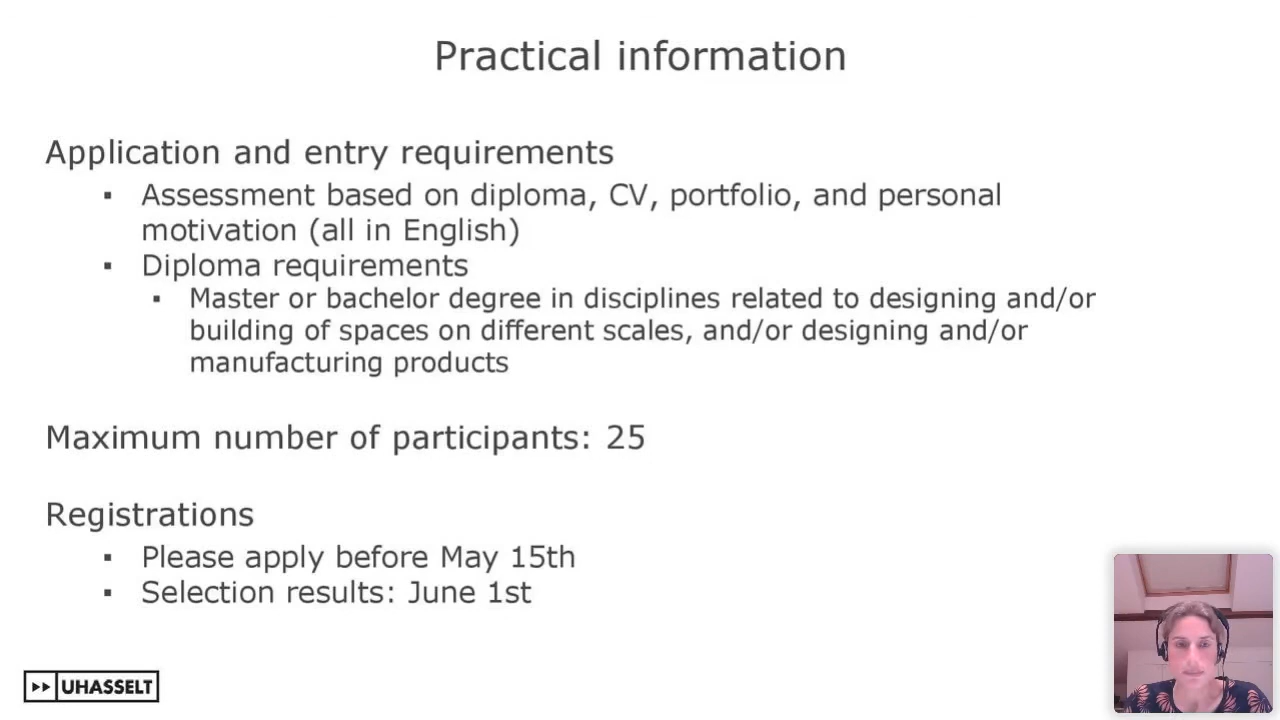 Practical information
Application and entry requirements
▪ Assessment based on diploma, CV, portfolio, and personal
motivation (all in English)
▪ Diploma requirements
▪ Master or bachelor degree in disciplines related to designing and/or
building of spaces on different scales, and/or designing and/or
manufacturing products
Maximum number of participants: 25
Registrations
▪ Please apply before May 15th
▪ Selection results: June 1st
UHASSELT